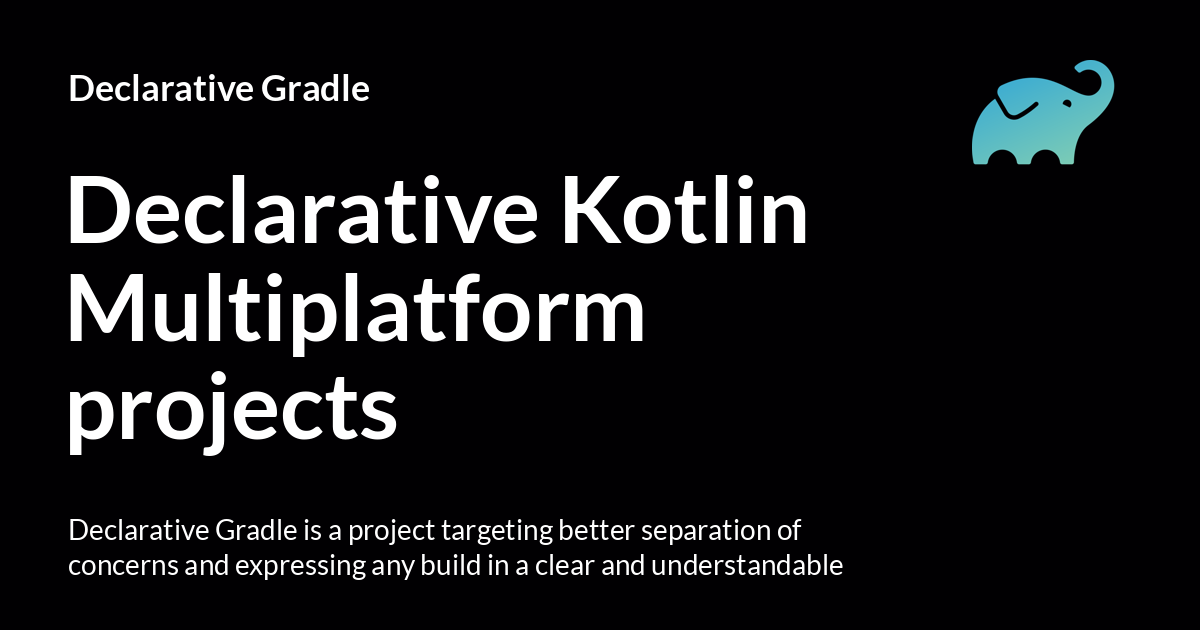 Declarative Gradle
Declarative Kotlin
Multiplatform
projects
Declarative Gradle is a project targeting better separation of
concerns and expressing any build in a clear and understandable